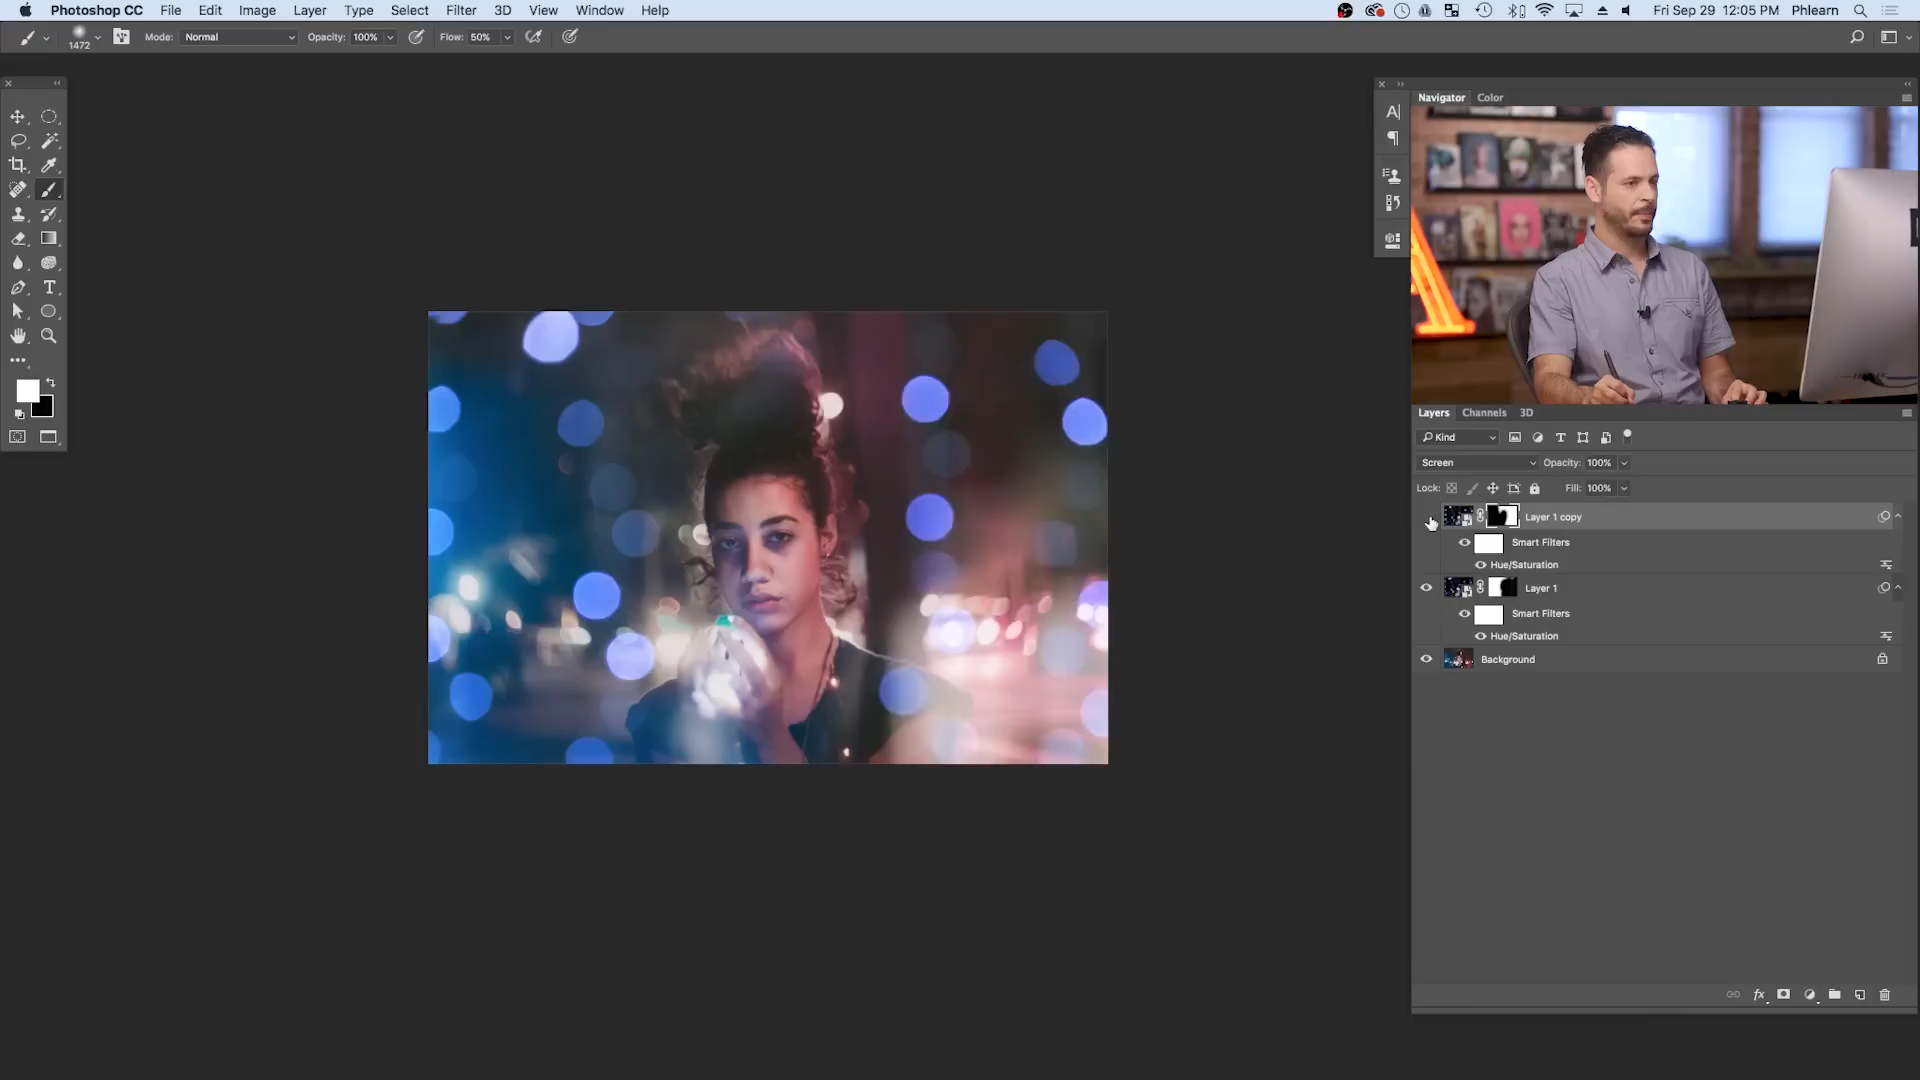 Photoshop CC File Edit Image Layer Type Select Filter 3D View Window Help Fri Sep 29 12:05 PM Phlearn
1472 Mode: Normal Opacity: 100% Flow: 50%
Navigator Color
Layers Channels 3D
Kind
Screen Opacity: 100%
Lock: Fill: 100%
Layer 1 copy
Smart Filters
Hue/Saturation
Layer 1
Smart Filters
Hue/Saturation
Background
fx